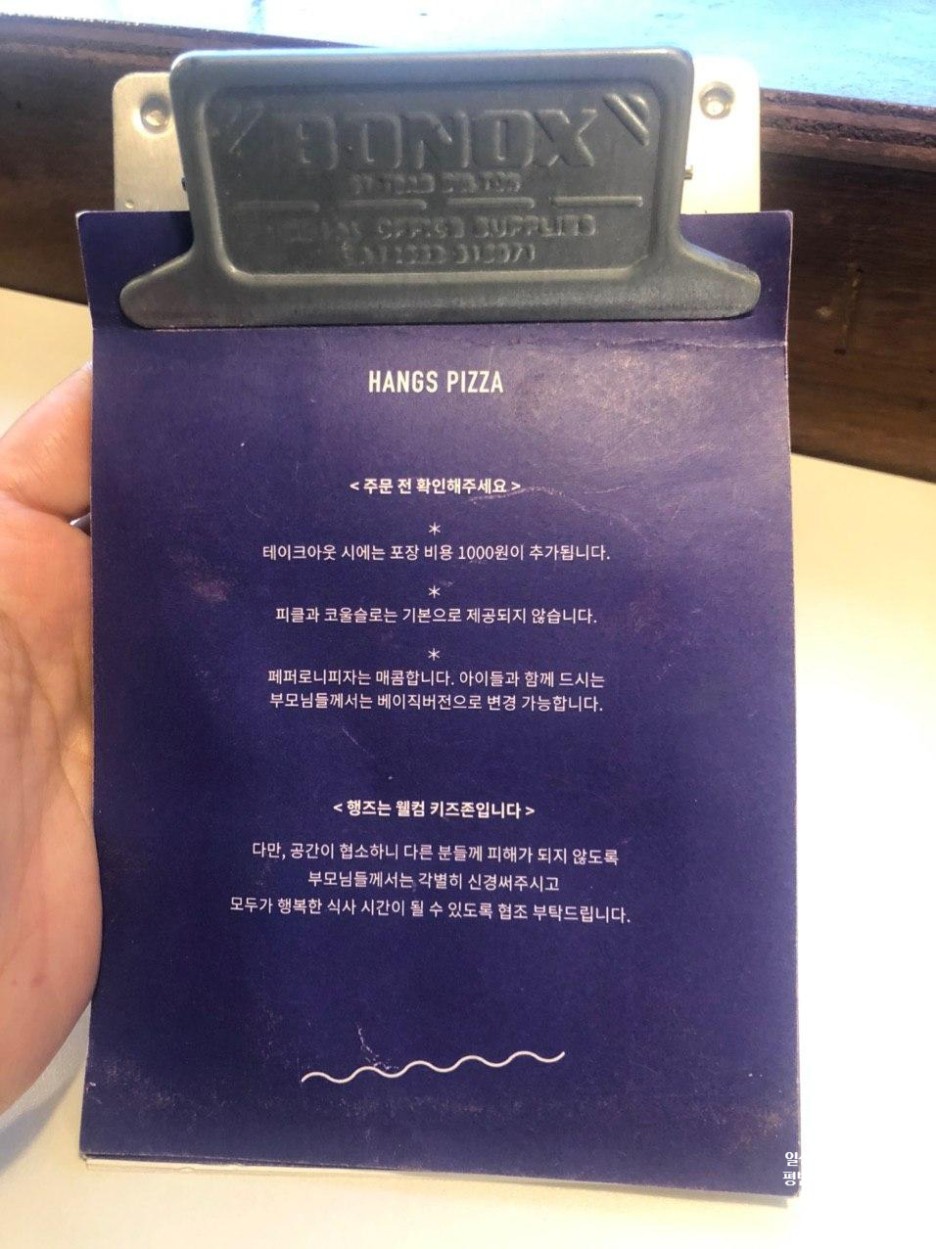 BONOX
OFFICE SUPPLIES
HANGS PIZZA
< 주문 전 확인해주세요 >
*
테이크아웃 시에는 포장 비용 1000원이 추가됩니다.
*
피클과 코울슬로는 기본으로 제공되지 않습니다.
*
페퍼로니피자는 매콤합니다. 아이들과 함께 드시는
부모님들께서는 베이직버전으로 변경 가능합니다.
< 행즈는 웰컴 키즈존입니다 >
다만, 공간이 협소하니 다른 분들께 피해가 되지 않도록
부모님들께서는 각별히 신경써주시고
모두가 행복한 식사 시간이 될 수 있도록 협조 부탁드립니다.